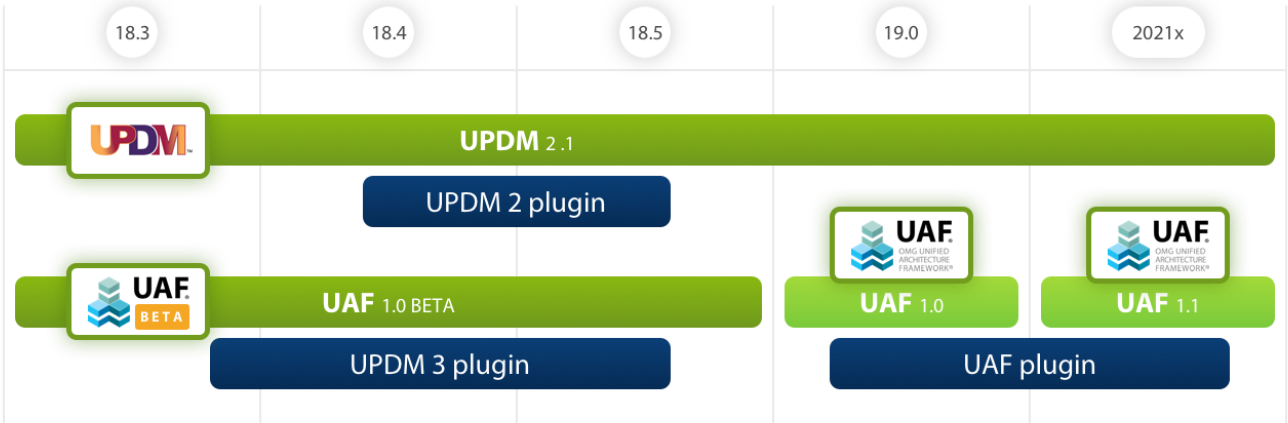 18.3 18.4 18.5 19.0 2021x
UPDM™
UPDM 2 .1
UPDM 2 plugin
UAF®
OMG UNIFIED
ARCHITECTURE
FRAMEWORK®
UAF®
OMG UNIFIED
ARCHITECTURE
FRAMEWORK®
UAF®
BETA
UAF 1.0 BETA
UAF 1.0
UAF 1.1
UPDM 3 plugin
UAF plugin